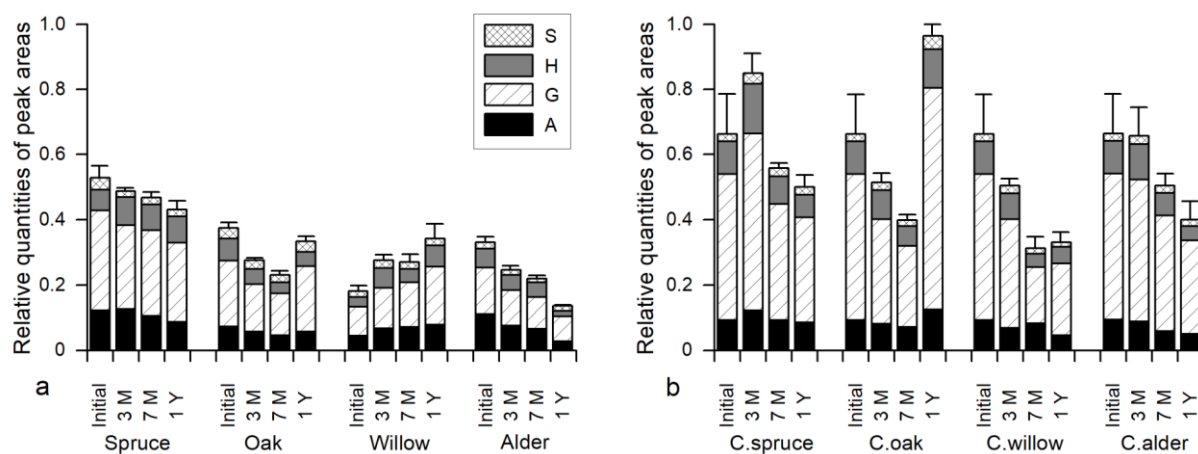 Relative quantities of peak areas
1.0
0.8
0.6
0.4
0.2
0
S
H
G
A
a
Initial 3 M 7 M 1 Y Initial 3 M 7 M 1 Y Initial 3 M 7 M 1 Y Initial 3 M 7 M 1 Y
Spruce Oak Willow Alder
Relative quantities of peak areas
1.0
0.8
0.6
0.4
0.2
0
b
Initial 3 M 7 M 1 Y Initial 3 M 7 M 1 Y Initial 3 M 7 M 1 Y Initial 3 M 7 M 1 Y
C.spruce C.oak C.willow C.alder